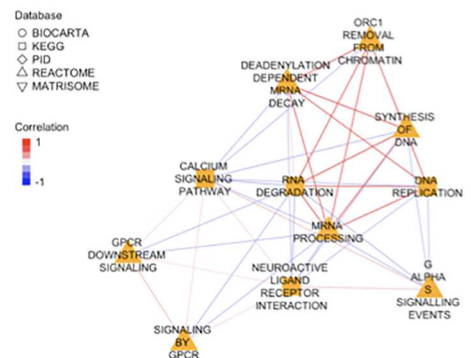 Database
BIOCARTA
KEGG
PID
REACTOME
MATRISOME
Correlation
1
-1
ORC1
REMOVAL
FROM
CHROMATIN
DEADENYLATION
DEPENDENT
MRNA
DECAY
SYNTHESIS
OF
DNA
CALCIUM
SIGNALING
PATHWAY
RNA
DEGRADATION
DNA
REPLICATION
MRNA
PROCESSING
GPCR
DOWNSTREAM
SIGNALING
NEUROACTIVE
LIGAND
RECEPTOR
INTERACTION
G
ALPHA
S
SIGNALLING
EVENTS
SIGNALING
BY
GPCR